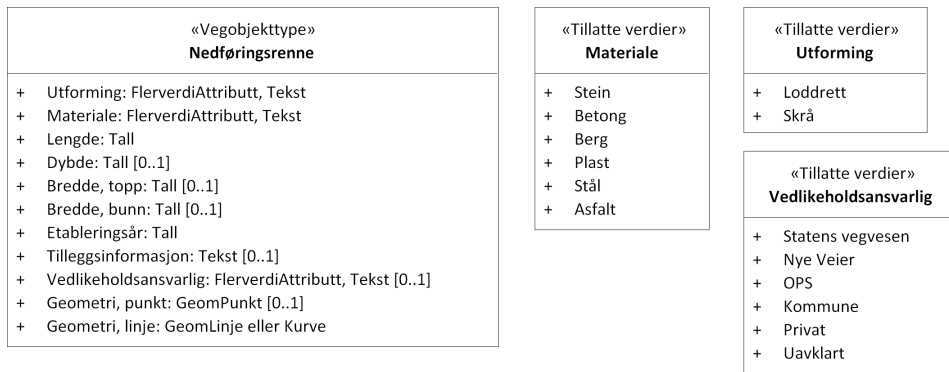 «Vegobjekttype»
Nedføringsrenne
+ Utforming: FlerverdiAttributt, Tekst
+ Materiale: FlerverdiAttributt, Tekst
+ Lengde: Tall
+ Dybde: Tall [0..1]
+ Bredde, topp: Tall [0..1]
+ Bredde, bunn: Tall [0..1]
+ Etableringsår: Tall
+ Tilleggsinformasjon: Tekst [0..1]
+ Vedlikeholdsansvarlig: FlerverdiAttributt, Tekst [0..1]
+ Geometri, punkt: GeomPunkt [0..1]
+ Geometri, linje: GeomLinje eller Kurve
«Tillatte verdier»
Materiale
+ Stein
+ Betong
+ Berg
+ Plast
+ Stål
+ Asfalt
«Tillatte verdier»
Utforming
+ Loddrett
+ Skrå
«Tillatte verdier»
Vedlikeholdsansvarlig
+ Statens vegvesen
+ Nye Veier
+ OPS
+ Kommune
+ Privat
+ Uavklart